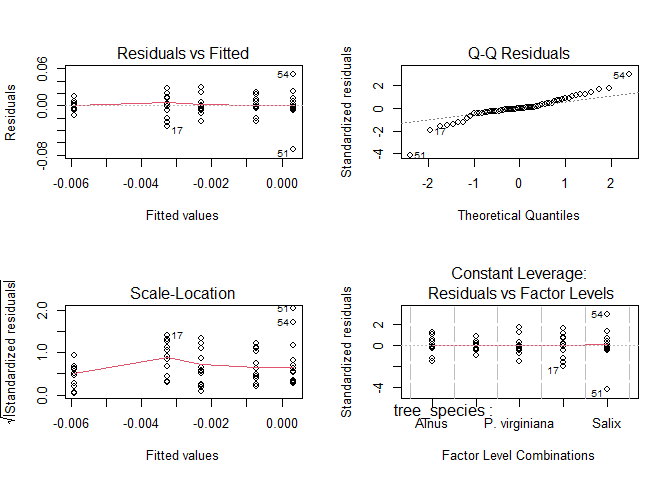 Residuals vs Fitted
Residuals
0.06
0.00
-0.08
54
17
51
-0.006
-0.004
-0.002
0.000
Fitted values
Q-Q Residuals
Standardized residuals
2
0
-2
-4
54
17
51
-2
-1
0
1
2
Theoretical Quantiles
Scale-Location
√|Standardized residuals|
2.0
1.0
0.0
51
54
17
-0.006
-0.004
-0.002
0.000
Fitted values
Constant Leverage:
Residuals vs Factor Levels
Standardized residuals
2
0
-4
54
17
51
tree_species :
Alnus
P. virginiana
Salix
Factor Level Combinations